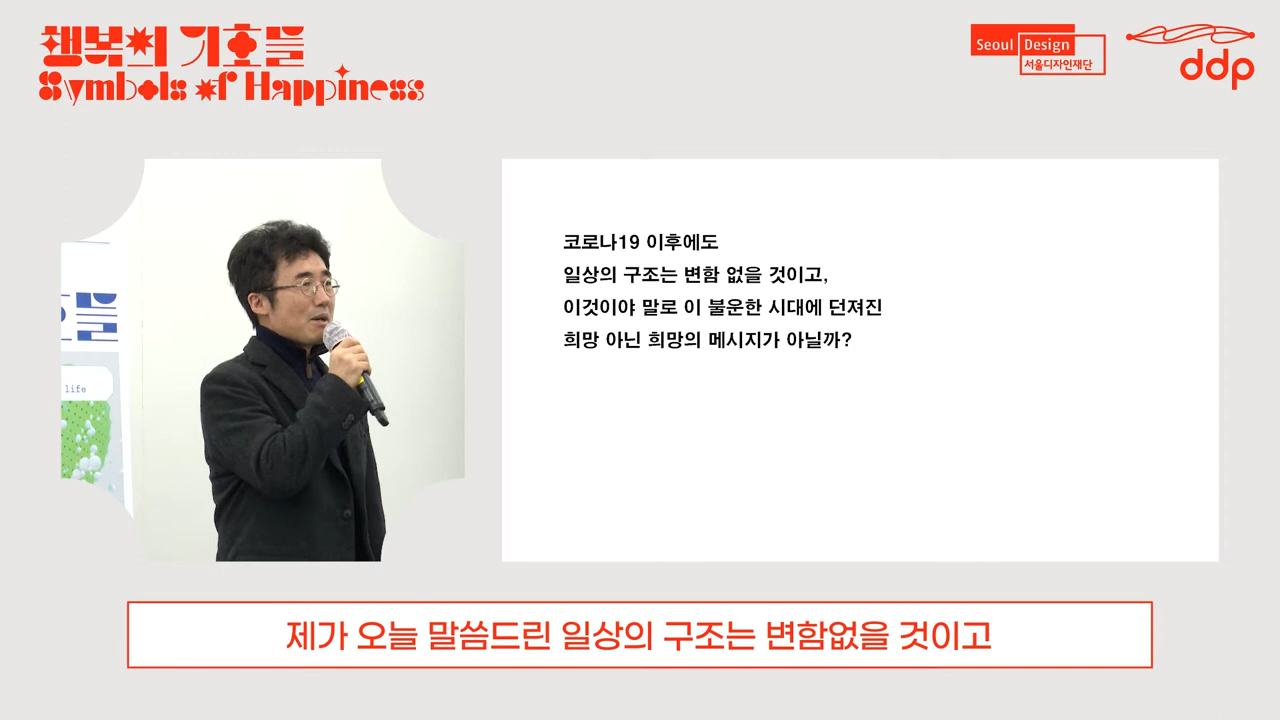 행복의 기호들
Symbols of Happiness
Seoul Design
서울디자인재단
ddp
코로나19 이후에도
일상의 구조는 변함 없을 것이고,
이것이야 말로 이 불운한 시대에 던져진
희망 아닌 희망의 메시지가 아닐까?
들
life
제가 오늘 말씀드린 일상의 구조는 변함없을 것이고